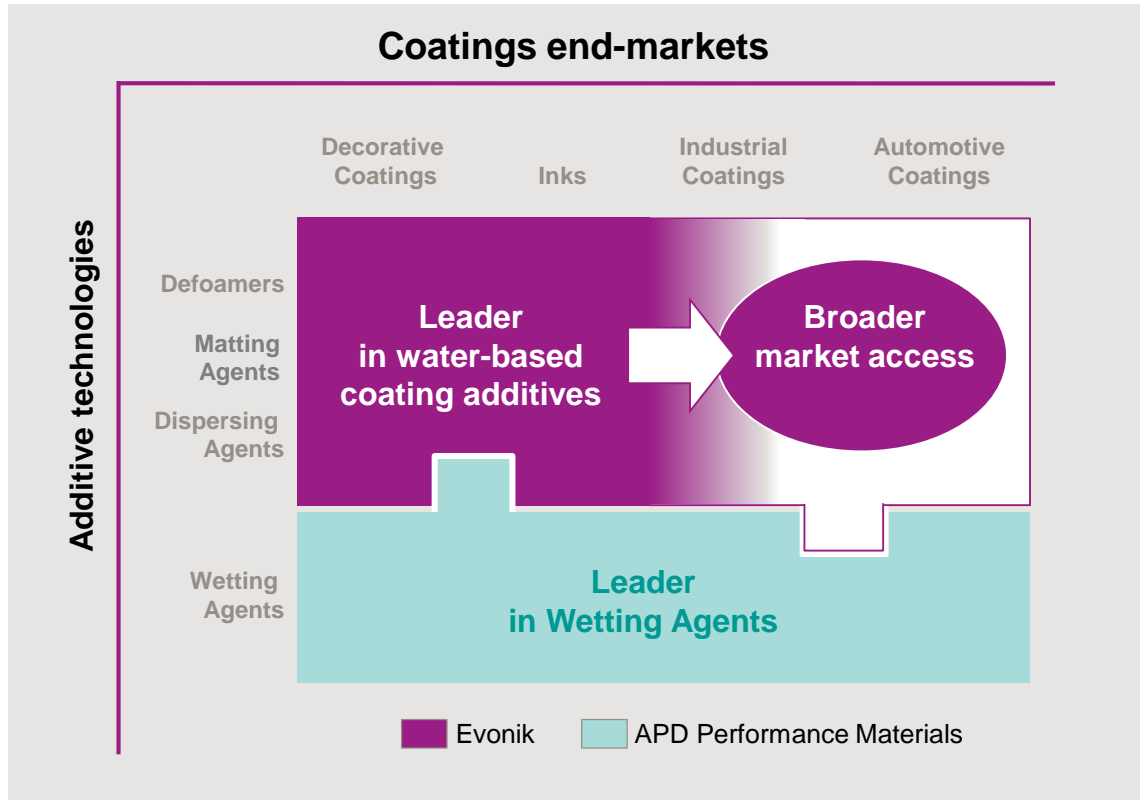 Coatings end-markets
Additive technologies
Decorative
Coatings
Inks
Industrial
Coatings
Automotive
Coatings
Defoamers
Matting
Agents
Dispersing
Agents
Wetting
Agents
Leader
in water-based
coating additives
Broader
market access
Leader
in Wetting Agents
Evonik
APD Performance Materials